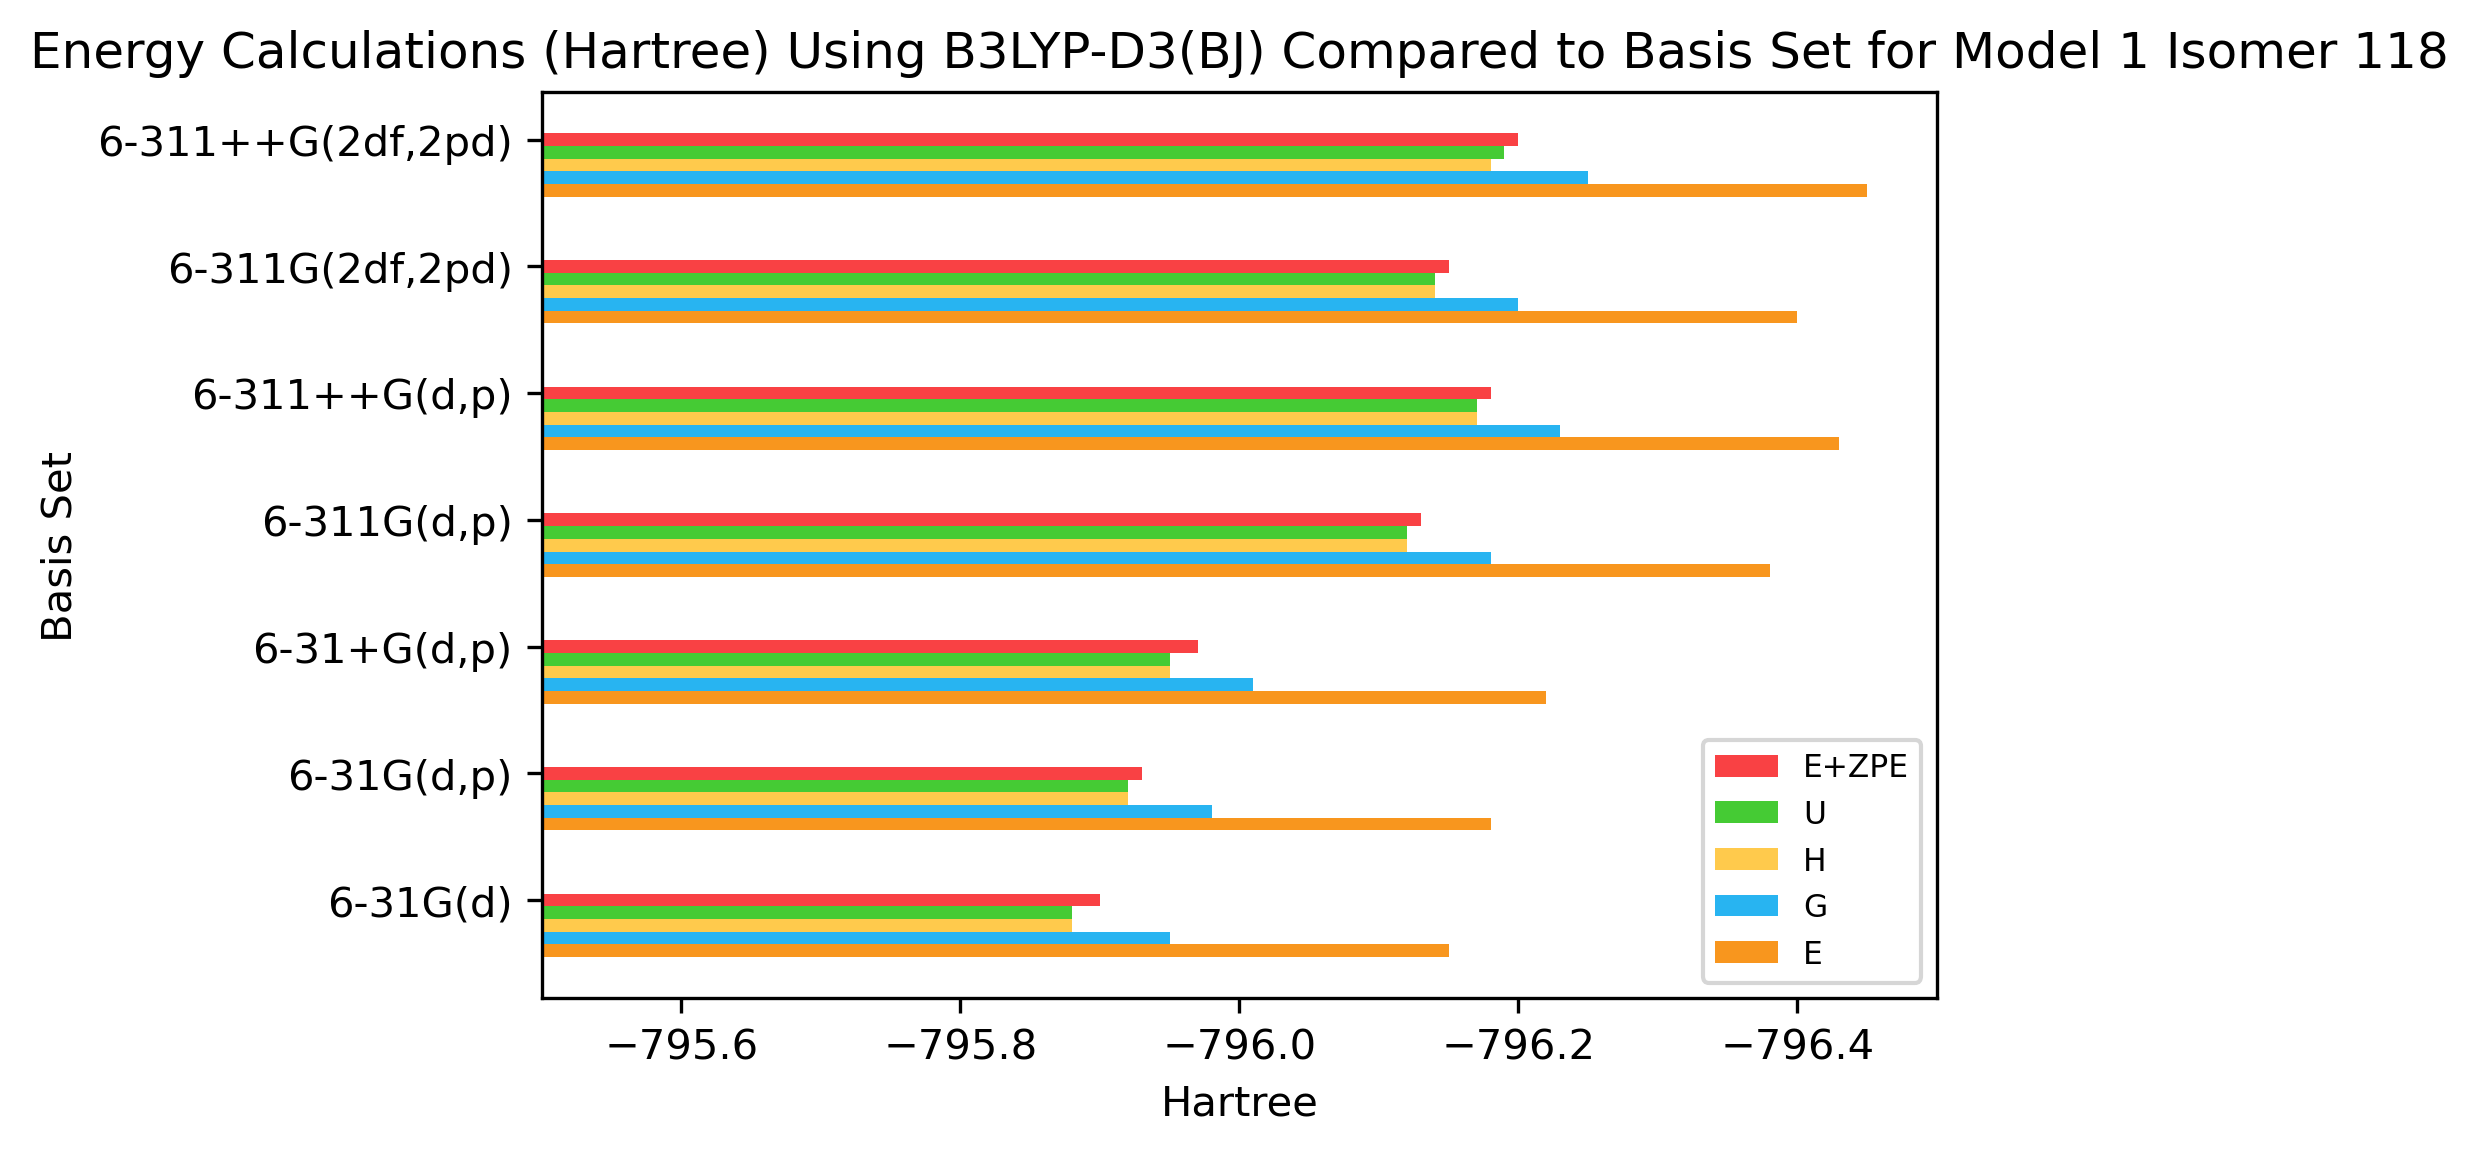 Energy Calculations (Hartree) Using B3LYP-D3(BJ) Compared to Basis Set for Model 1 Isomer 118
6-311++G(2df,2pd)
6-311G(2df,2pd)
6-311++G(d,p)
6-311G(d,p)
6-31+G(d,p)
6-31G(d,p)
6-31G(d)
Basis Set
E+ZPE
U
H
G
E
−795.6 −795.8 −796.0 −796.2 −796.4
Hartree